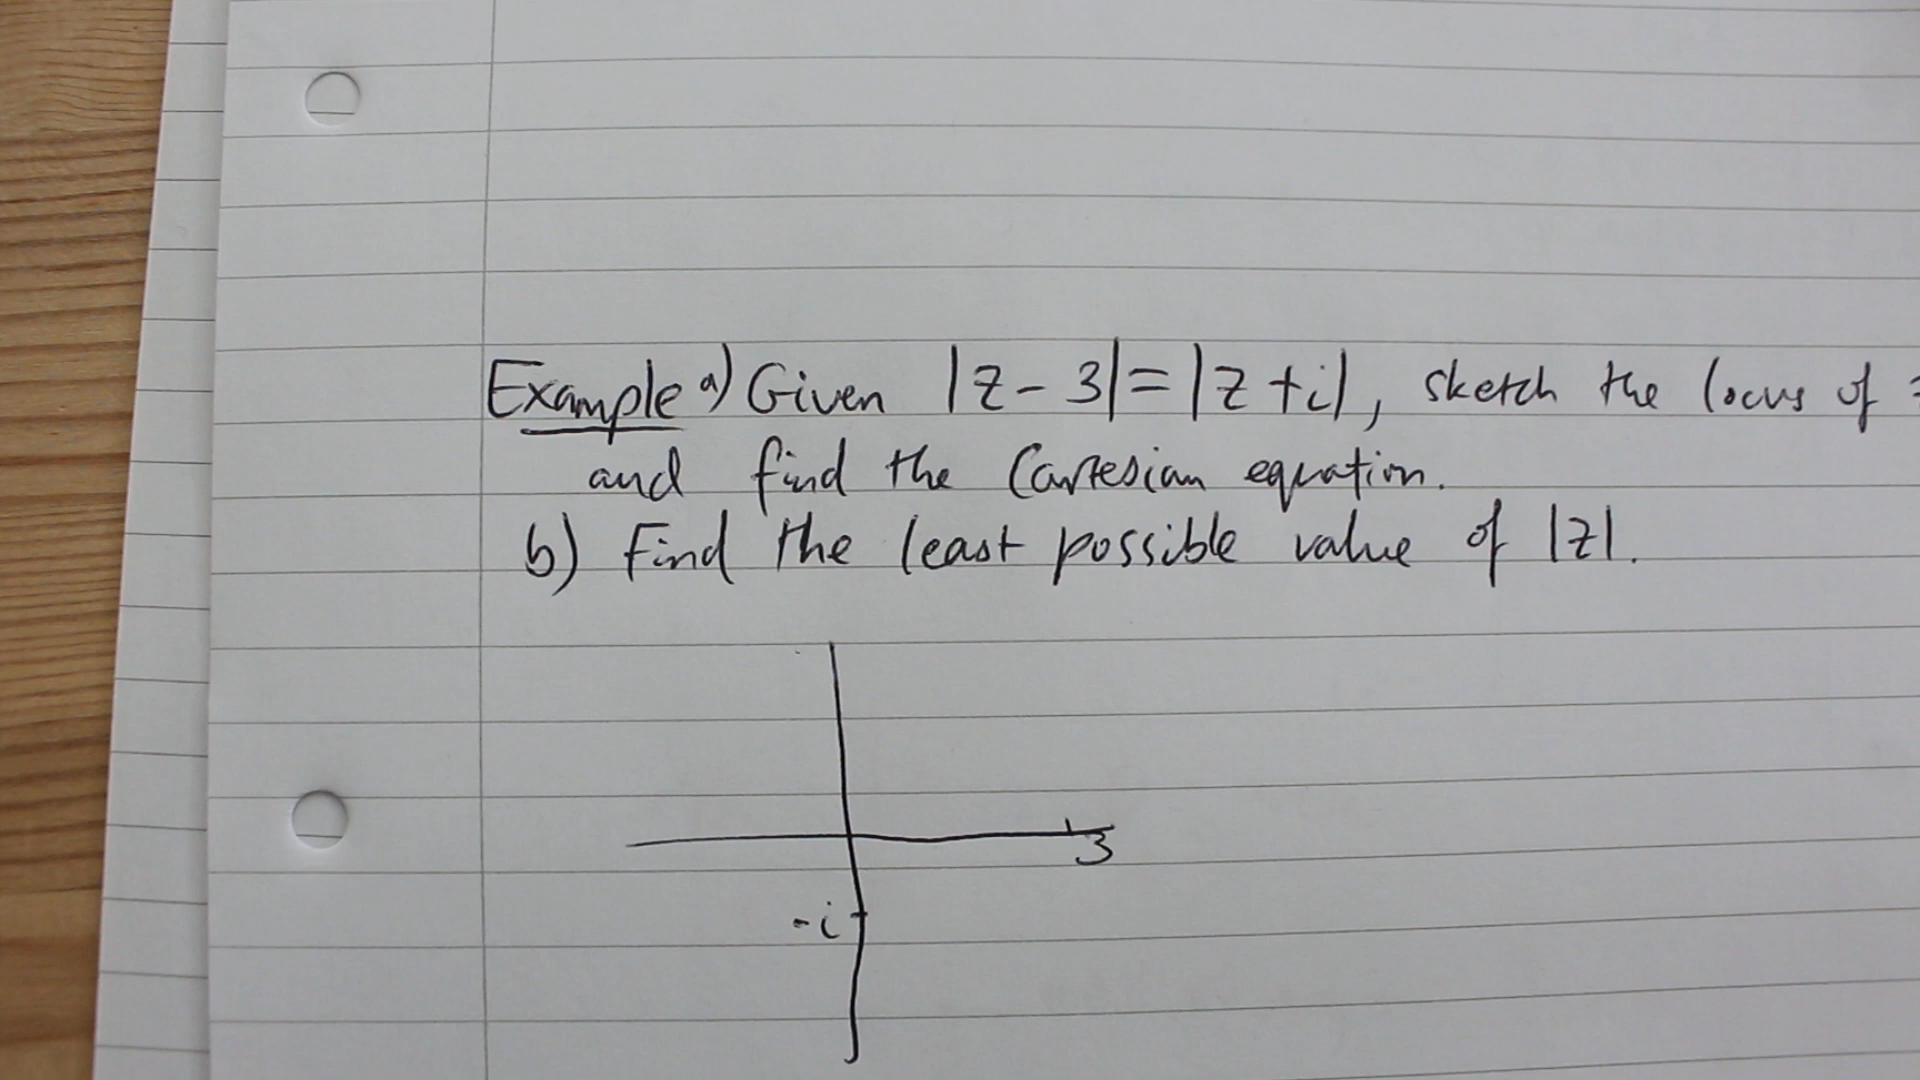 Example a) Given |z - 3| = |z + i|, sketch the locus of
and find the Cartesian equation.
b) Find the least possible value of |z|.
3
-i